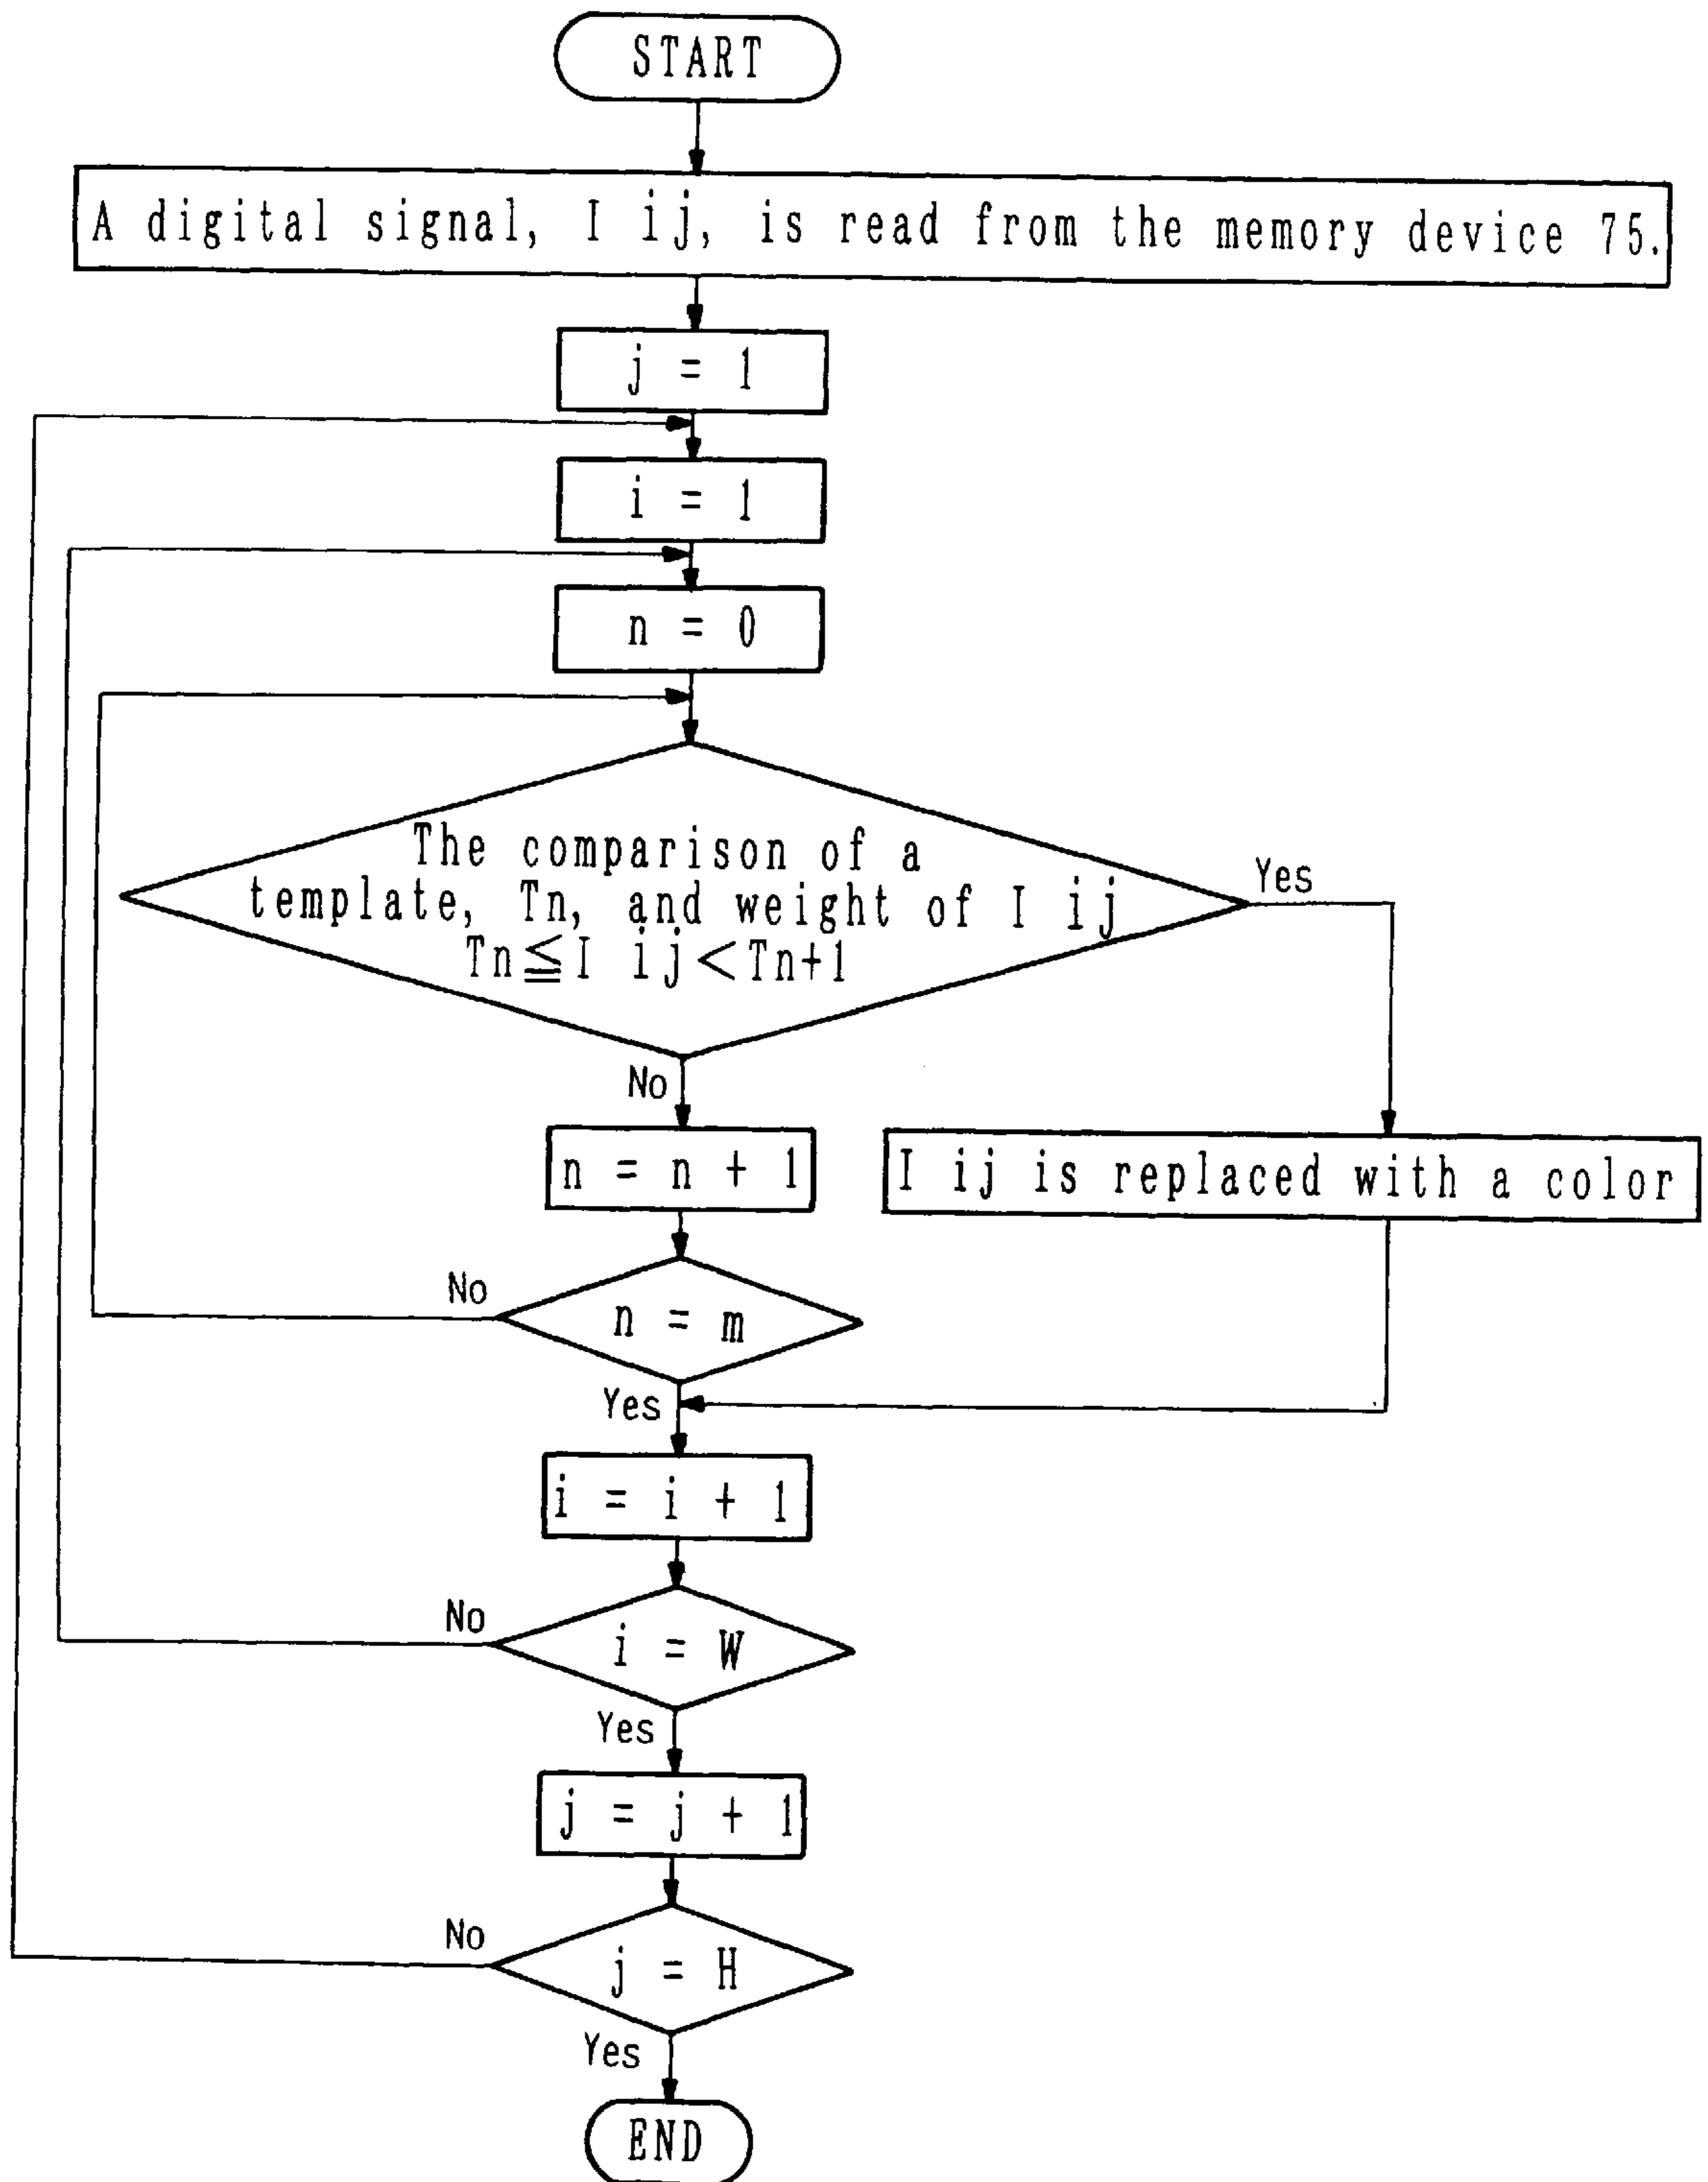 START
A digital signal, I ij, is read from the memory device 75.
j = 1
i = 1
n = 0
The comparison of a
template, Tn, and weight of I ij
Tn≦I ij<Tn+1
Yes
No
n = n + 1
I ij is replaced with a color
No
n = m
Yes
i = i + 1
No
i = W
Yes
j = j + 1
No
j = H
Yes
END